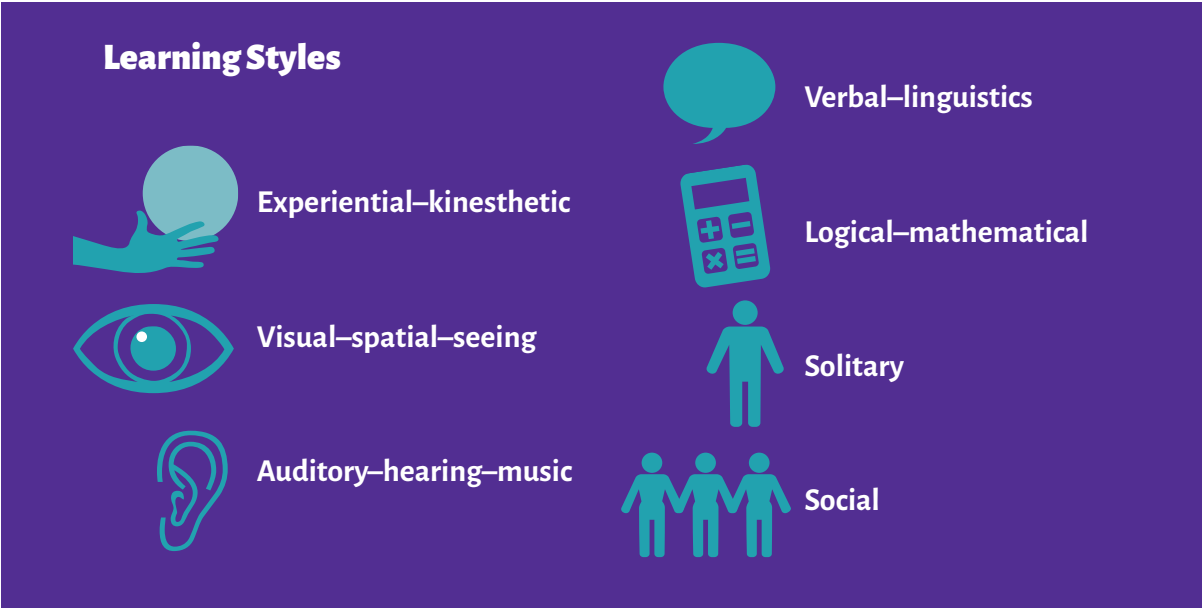 Learning Styles
Experiential–kinesthetic
Visual–spatial–seeing
Auditory–hearing–music
Verbal–linguistics
Logical–mathematical
Solitary
Social